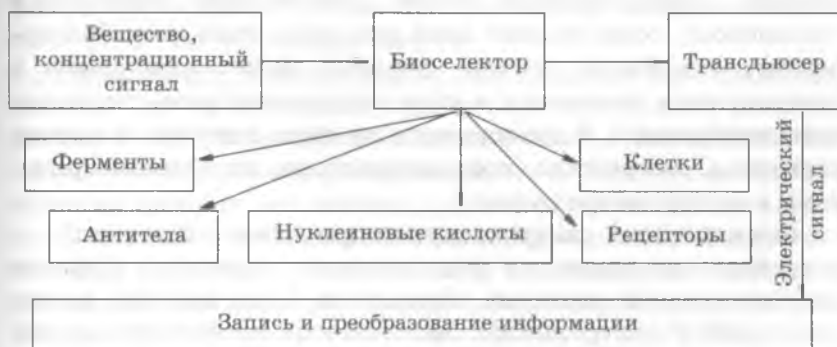 Вещество,
концентрационный
сигнал
Биоселектор
Трансдьюсер
Ферменты
Клетки
Антитела
Нуклеиновые кислоты
Рецепторы
Электрический
сигнал
Запись и преобразование информации